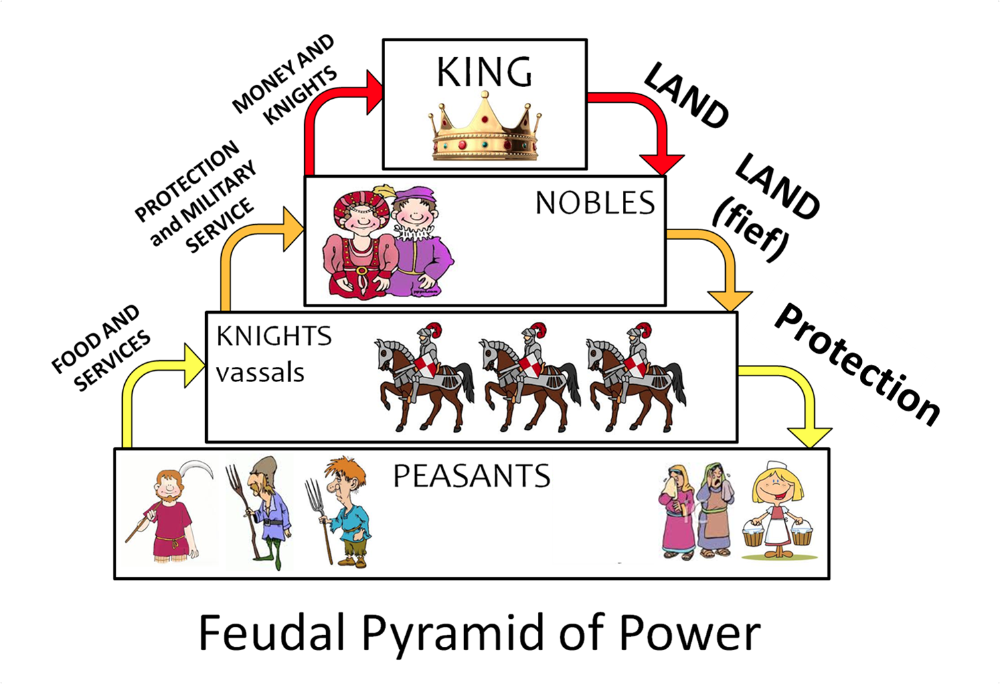 KING
MONEY AND
KNIGHTS
LAND
NOBLES
PROTECTION
and MILITARY
SERVICE
LAND
(fief)
KNIGHTS
vassals
FOOD AND
SERVICES
Protection
PEASANTS
Feudal Pyramid of Power